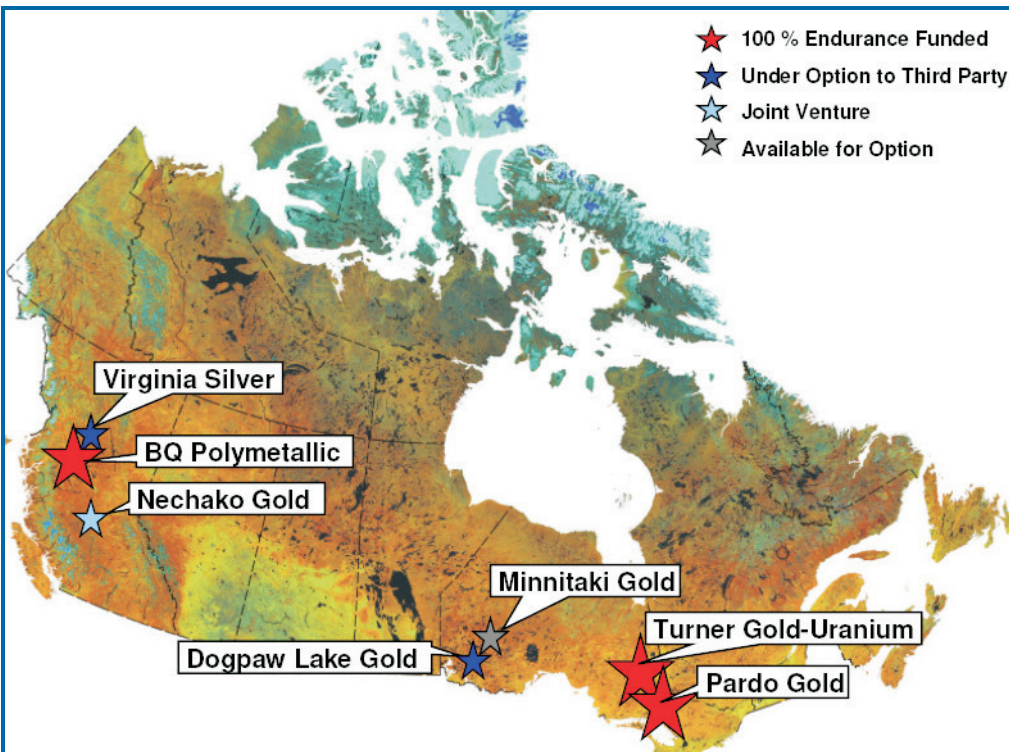 100 % Endurance Funded
Under Option to Third Party
Joint Venture
Available for Option
Virginia Silver
BQ Polymetallic
Nechako Gold
Minnitaki Gold
Turner Gold-Uranium
Dogpaw Lake Gold
Pardo Gold